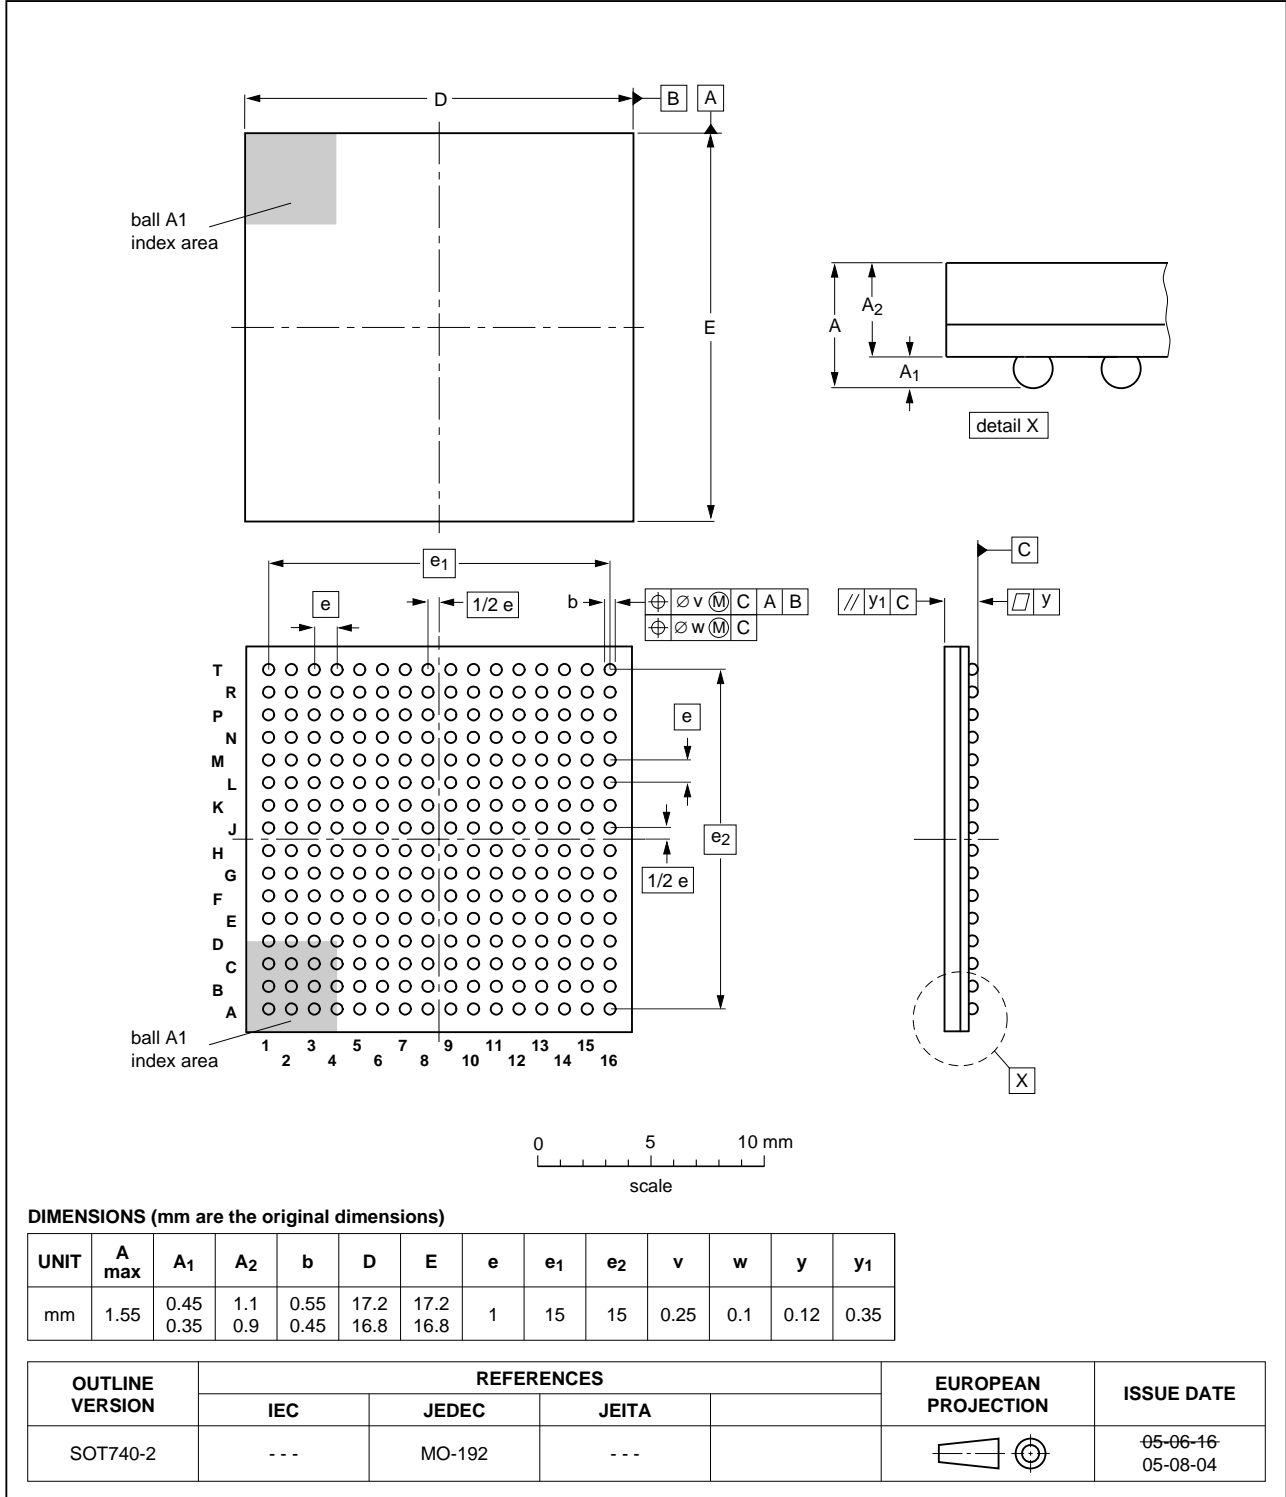 D
B
A
ball A1
index area
E
A
A2
A1
detail X
e1
e
1/2 e
b
⌀ v Ⓜ C A B
⌀ w Ⓜ C
// y1 C
y
C
T
R
P
N
M
L
K
J
H
G
F
E
D
C
B
A
e
e2
1/2 e
ball A1
index area
1 3 5 7 9 11 13 15
2 4 6 8 10 12 14 16
X
0 5 10 mm
scale
DIMENSIONS (mm are the original dimensions)
UNIT A max A1 A2 b D E e e1 e2 v w y y1
mm 1.55 0.45 0.35 1.1 0.9 0.55 0.45 17.2 16.8 17.2 16.8 1 15 15 0.25 0.1 0.12 0.35
OUTLINE VERSION
REFERENCES
IEC JEDEC JEITA
EUROPEAN PROJECTION
ISSUE DATE
SOT740-2 - - - MO-192 - - -
05-06-16
05-08-04